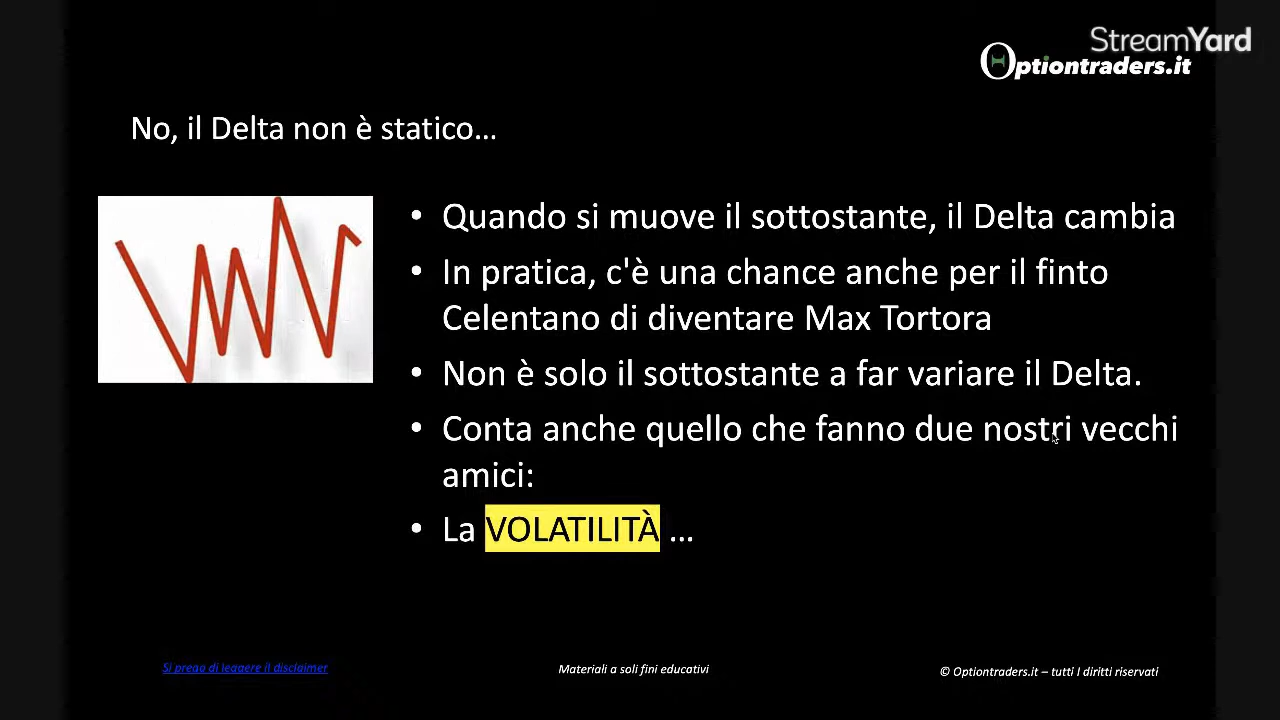 StreamYard
Optiontraders.it
No, il Delta non è statico...
• Quando si muove il sottostante, il Delta cambia
• In pratica, c'è una chance anche per il finto
Celentano di diventare Max Tortora
• Non è solo il sottostante a far variare il Delta.
• Conta anche quello che fanno due nostri vecchi
amici:
• La VOLATILITÀ ...
Si prego di leggere il disclaimer
Materiali a soli fini educativi
© Optiontraders.it – tutti I diritti riservati